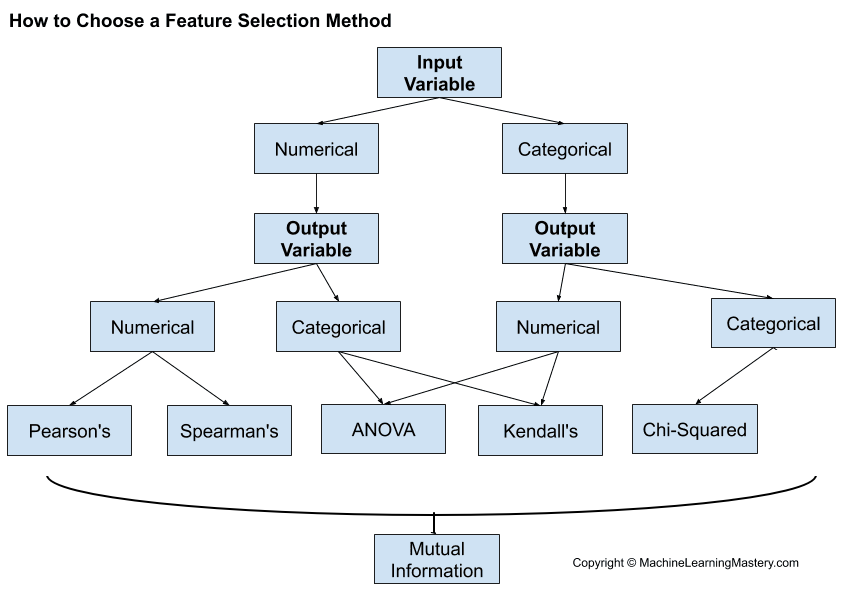 How to Choose a Feature Selection Method
Input
Variable
Numerical
Categorical
Output
Variable
Output
Variable
Numerical
Categorical
Numerical
Categorical
Pearson's
Spearman's
ANOVA
Kendall's
Chi-Squared
Mutual
Information
Copyright © MachineLearningMastery.com